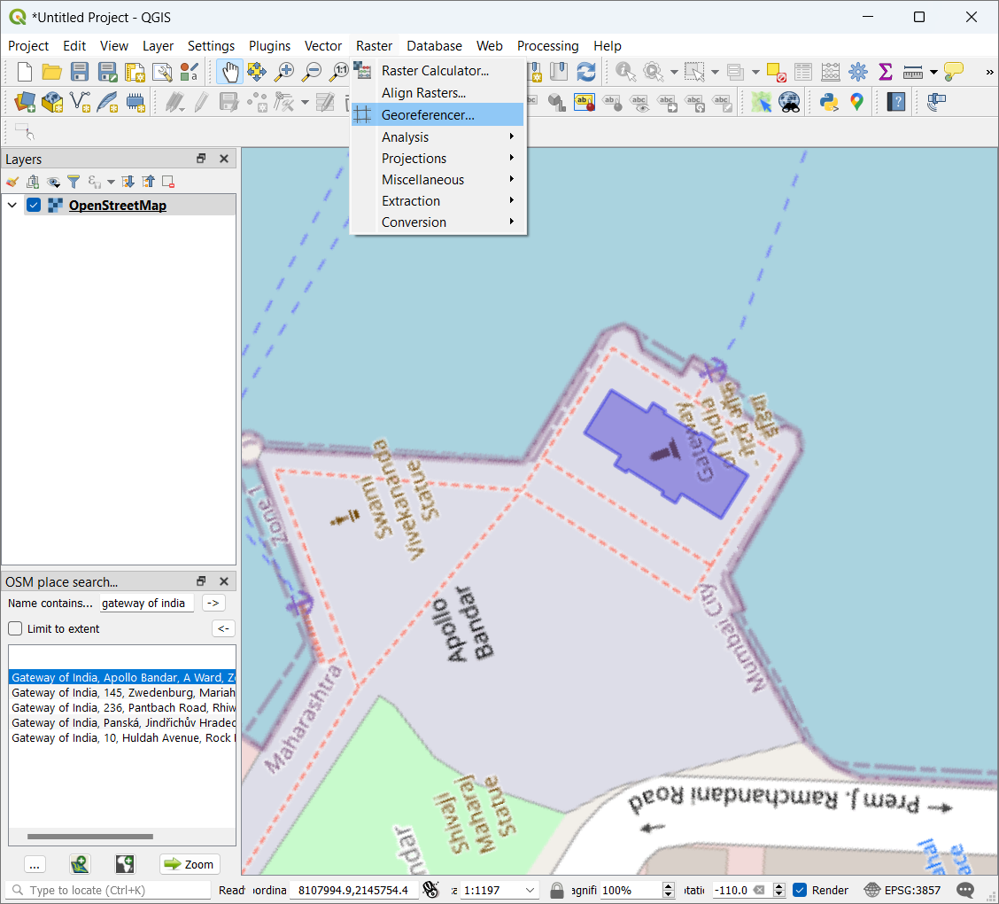 *Untitled Project - QGIS
Project Edit View Layer Settings Plugins Vector Raster Database Web Processing Help
Raster Calculator...
Align Rasters...
Georeferencer...
Analysis
Projections
Miscellaneous
Extraction
Conversion
Layers
OpenStreetMap
OSM place search...
Name contains... gateway of india ->
Limit to extent <-
Gateway of India, Apollo Bandar, A Ward, Zo
Gateway of India, 145, Zwedenburg, Mariah
Gateway of India, 236, Pantbach Road, Rhiw
Gateway of India, Panská, Jindřichův Hradec
Gateway of India, 10, Huldah Avenue, Rock
... Zoom
Gateway
of India
Swami
Vivekananda
Statue
Zone 1
Apollo
Bandar
Mumbai City
Maharashtra
Shivaji
Maharaj
Statue
Prem J. Ramchandani Road
ndar
Type to locate (Ctrl+K) Ready oordina 8107994.9,2145754.4 1:1197 agnifi 100% otatio -110.0 Render EPSG:3857